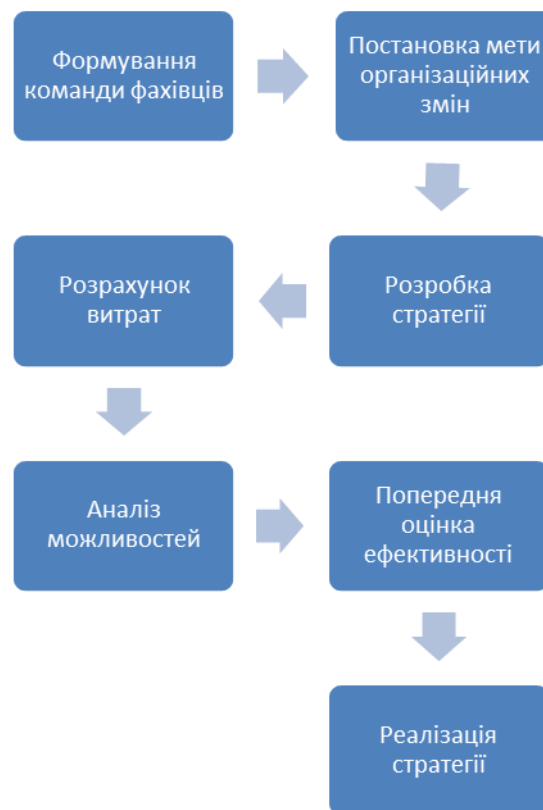 Формування
команди фахівців
Постановка мети
організаційних
змін
Розробка
стратегії
Розрахунок
витрат
Аналіз
можливостей
Попередня
оцінка
ефективності
Реалізація
стратегії